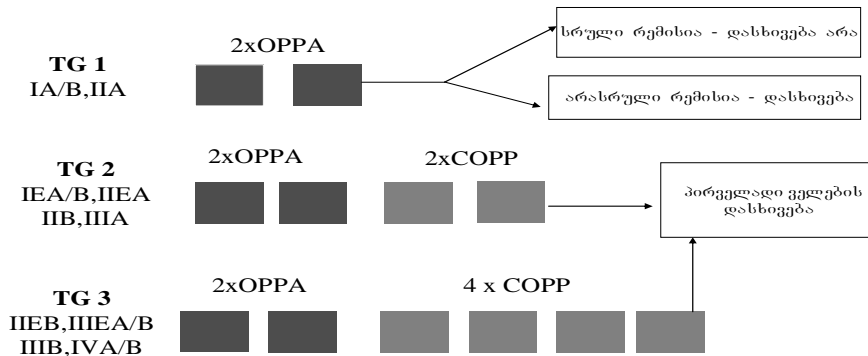 2xOPPA
TG 1
IA/B,IIA
სრული რემისია - დასხივება არა
არასრული რემისია - დასხივება
2xOPPA
2xCOPP
TG 2
IEA/B,IIEA
IIB,IIIA
პირველადი ველების
დასხივება
2xOPPA
4 x COPP
TG 3
IIEB,IIIEA/B
IIIB,IVA/B